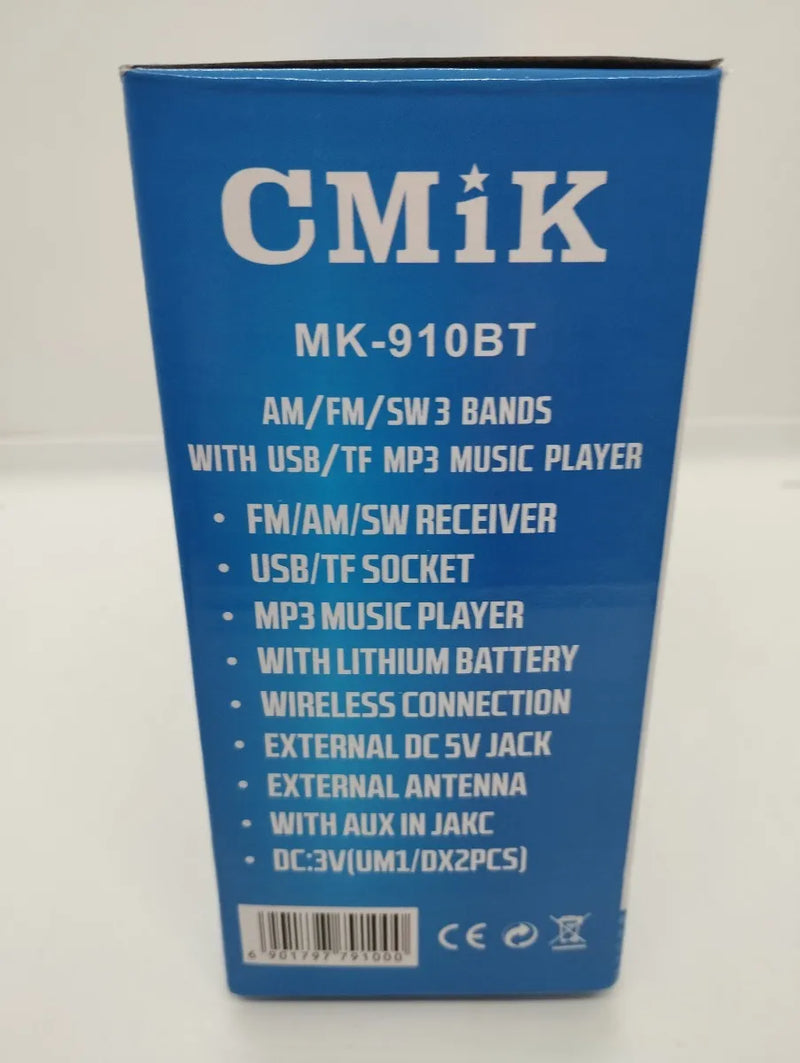 CMiK
MK-910BT
AM/FM/SW 3 BANDS
WITH USB/TF MP3 MUSIC PLAYER
• FM/AM/SW RECEIVER
• USB/TF SOCKET
• MP3 MUSIC PLAYER
• WITH LITHIUM BATTERY
• WIRELESS CONNECTION
• EXTERNAL DC 5V JACK
• EXTERNAL ANTENNA
• WITH AUX IN JAKC
• DC:3V(UM1/DX2PCS)
6 901797 791000
CE